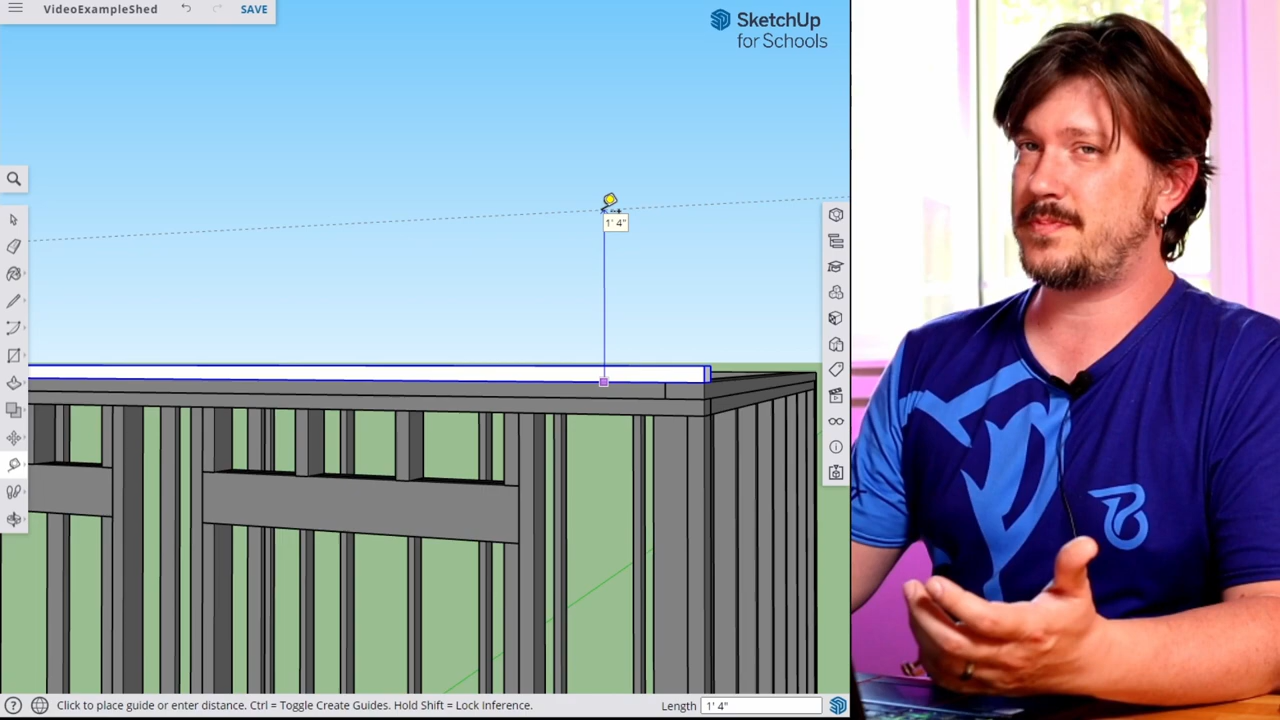 VideoExampleShed
SAVE
SketchUp
for Schools
1' 4"
Click to place guide or enter distance. Ctrl = Toggle Create Guides. Hold Shift = Lock Inference.
Length 1' 4"